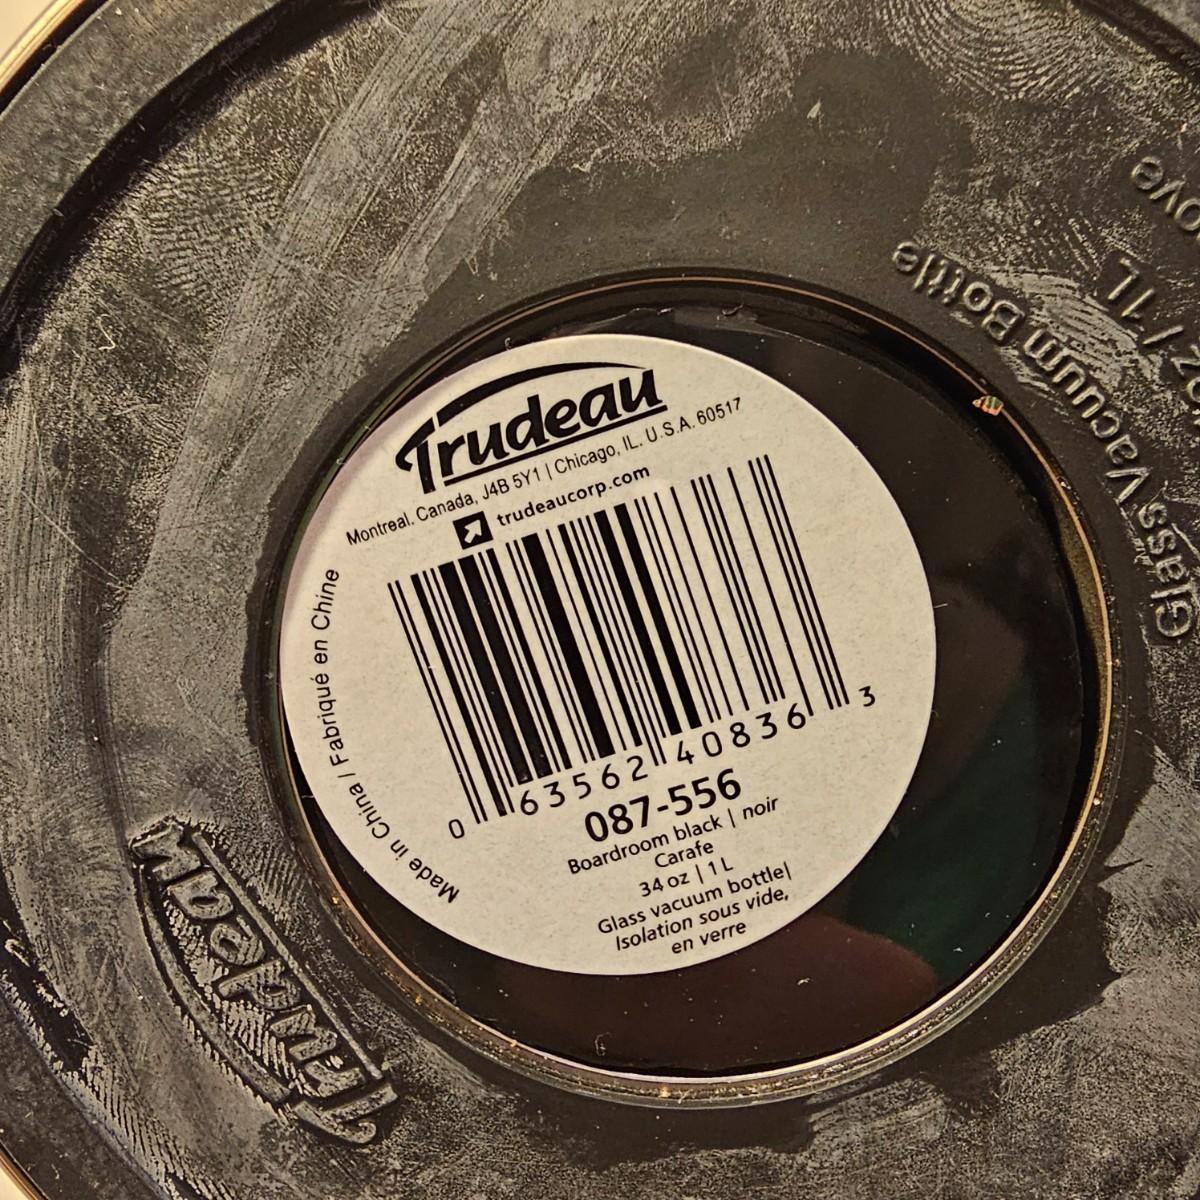 Trudeau
Montreal, Canada, J4B 5Y1 | Chicago, IL. U.S.A. 60517
trudeaucorp.com
Made in China / Fabriqué en Chine
0 63562 40836 3
087-556
Boardroom black | noir
Carafe
34 oz | 1 L
Glass vacuum bottle|
Isolation sous vide,
en verre
Glass Vacuum Bottle
/ 1L
Trudeau